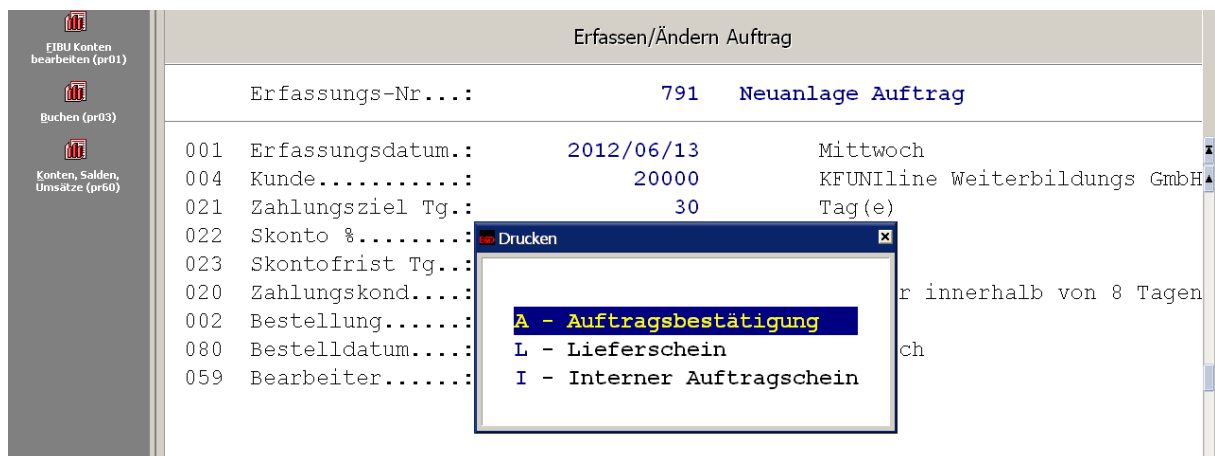 FIBU Konten
bearbeiten (pr01)
Buchen (pr03)
Konten, Salden,
Umsätze (pr60)
Erfassen/Ändern Auftrag
Erfassungs-Nr...: 791 Neuanlage Auftrag
001 Erfassungsdatum.: 2012/06/13 Mittwoch
004 Kunde...........: 20000 KFUNIline Weiterbildungs GmbH
021 Zahlungsziel Tg.: 30 Tag(e)
022 Skonto %........:
023 Skontofrist Tg..:
020 Zahlungskond....: r innerhalb von 8 Tagen
002 Bestellung......:
080 Bestelldatum....: ch
059 Bearbeiter......:
Drucken
A - Auftragsbestätigung
L - Lieferschein
I - Interner Auftragschein